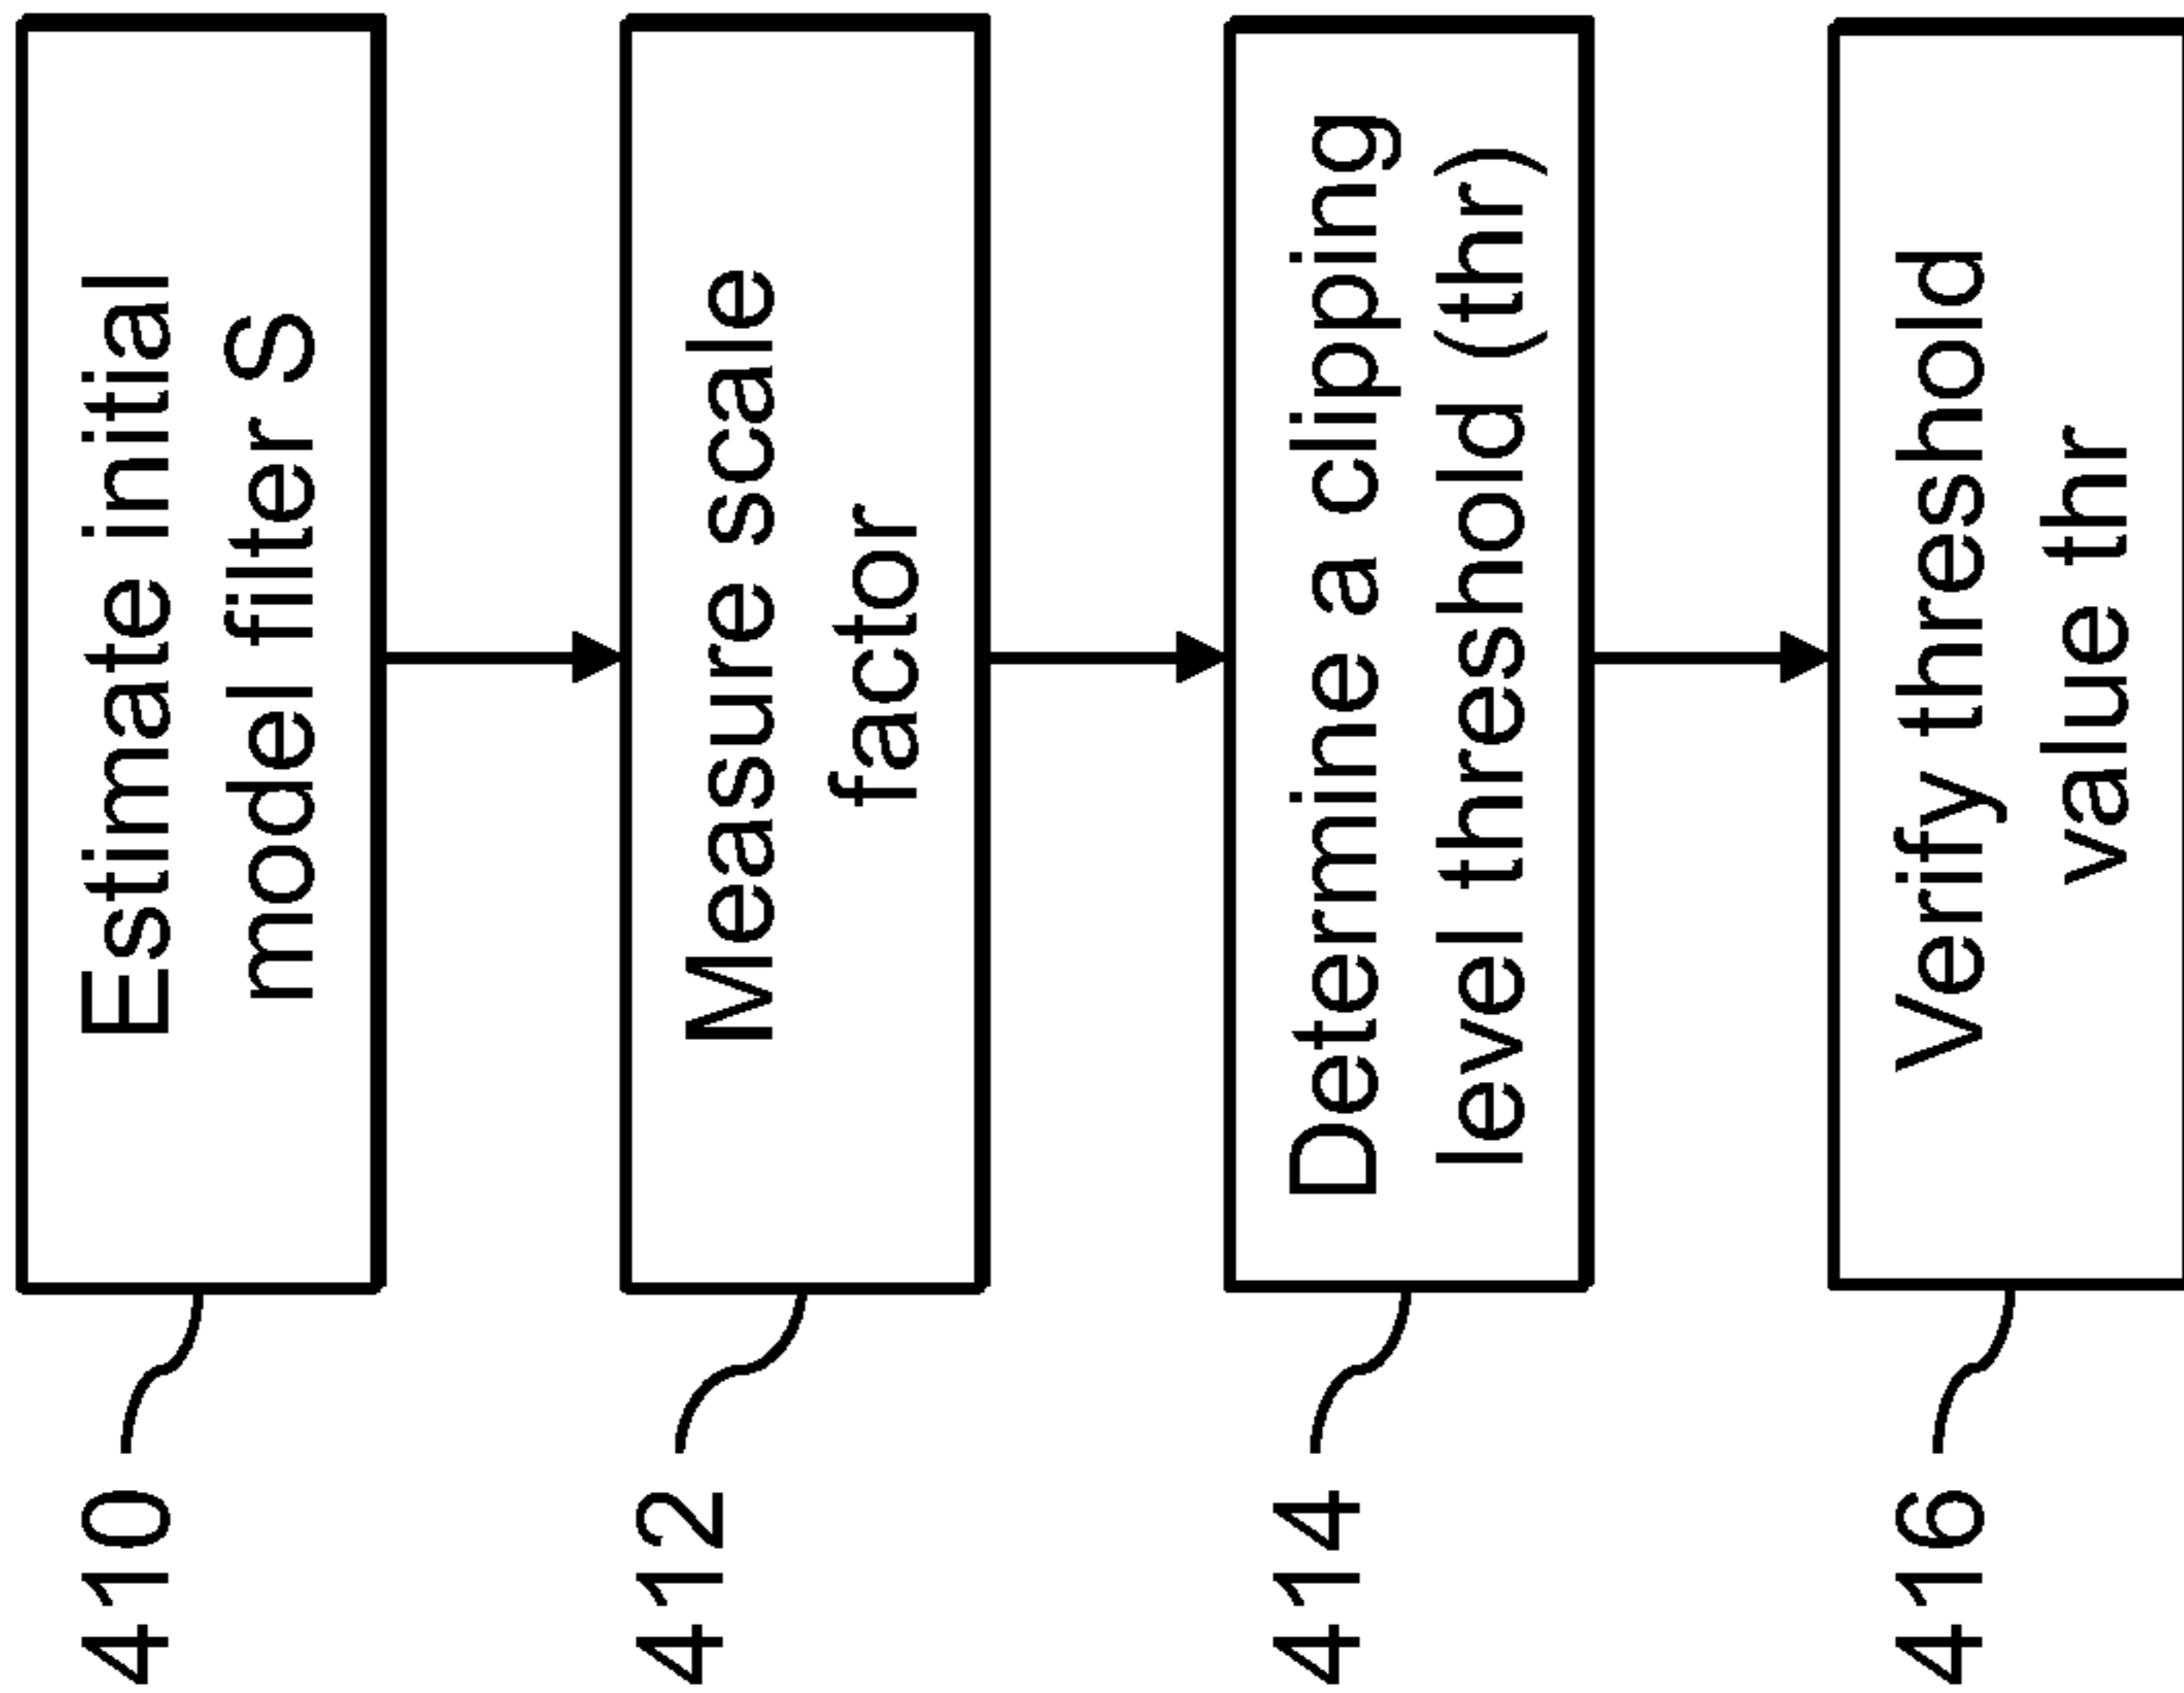 410
Estimate initial
model filter S
412
Measure scale
factor
414
Determine a clipping
level threshold (thr)
416
Verify threshold
value thr